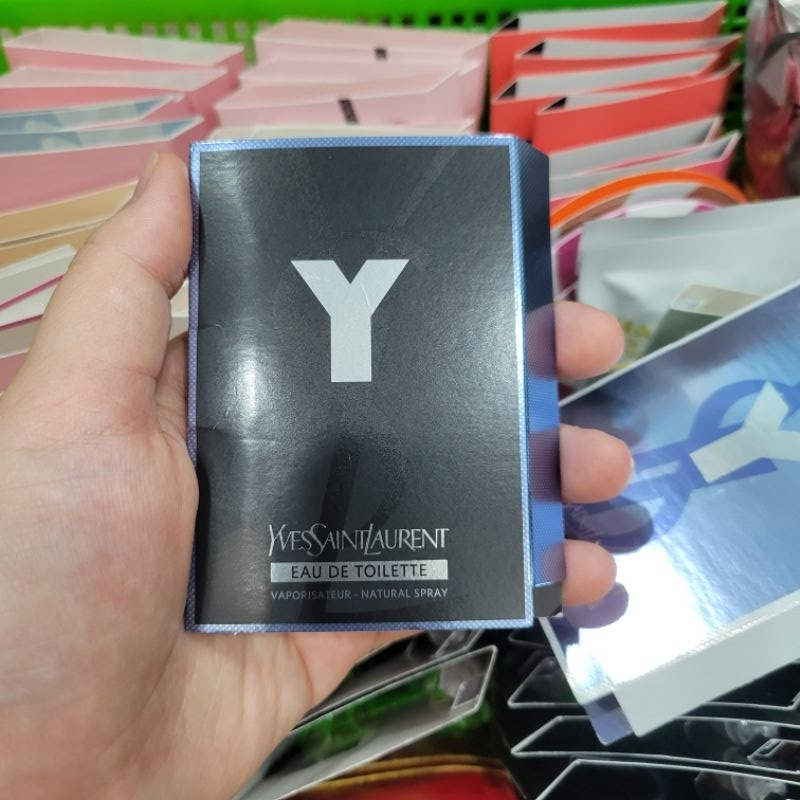 Y
YVESSAINTLAURENT
EAU DE TOILETTE
VAPORISATEUR - NATURAL SPRAY
Y